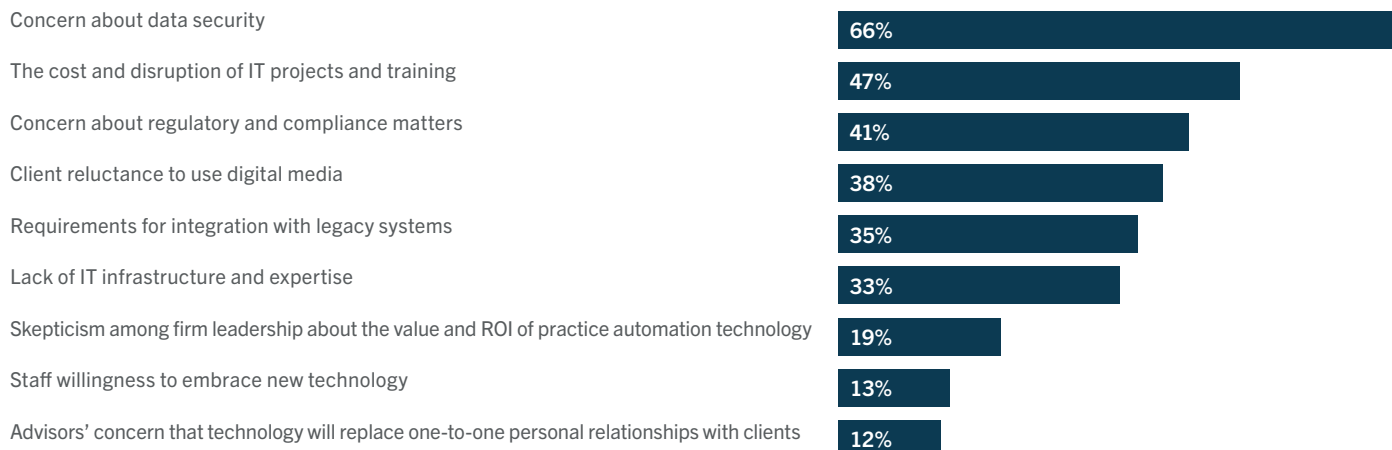 Concern about data security 66%
The cost and disruption of IT projects and training 47%
Concern about regulatory and compliance matters 41%
Client reluctance to use digital media 38%
Requirements for integration with legacy systems 35%
Lack of IT infrastructure and expertise 33%
Skepticism among firm leadership about the value and ROI of practice automation technology 19%
Staff willingness to embrace new technology 13%
Advisors’ concern that technology will replace one-to-one personal relationships with clients 12%